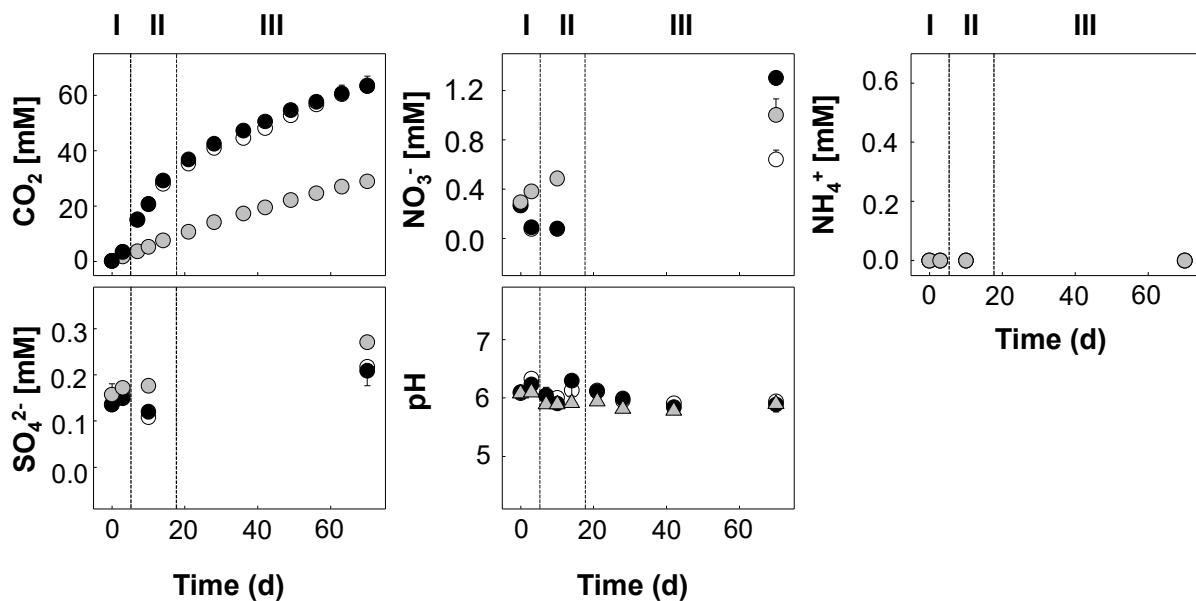 I II III
I II III
I II III
CO2 [mM]
60
40
20
0
NO3- [mM]
1.2
0.8
0.4
0.0
NH4+ [mM]
0.6
0.4
0.2
0.0
0 20 40 60
Time (d)
SO42- [mM]
0.3
0.2
0.1
0.0
0 20 40 60
Time (d)
pH
7
6
5
0 20 40 60
Time (d)